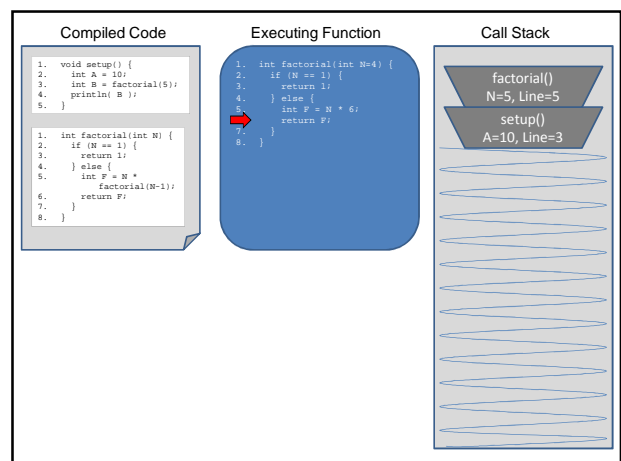 Compiled Code
1. void setup() {
2. int A = 10;
3. int B = factorial(5);
4. println( B );
5. }
1. int factorial(int N) {
2. if (N == 1) {
3. return 1;
4. } else {
5. int F = N *
factorial(N-1);
6. return F;
7. }
8. }
Executing Function
1. int factorial(int N=4) {
2. if (N == 1) {
3. return 1;
4. } else {
5. int F = N * 6;
6. return F;
7. }
8. }
Call Stack
factorial()
N=5, Line=5
setup()
A=10, Line=3